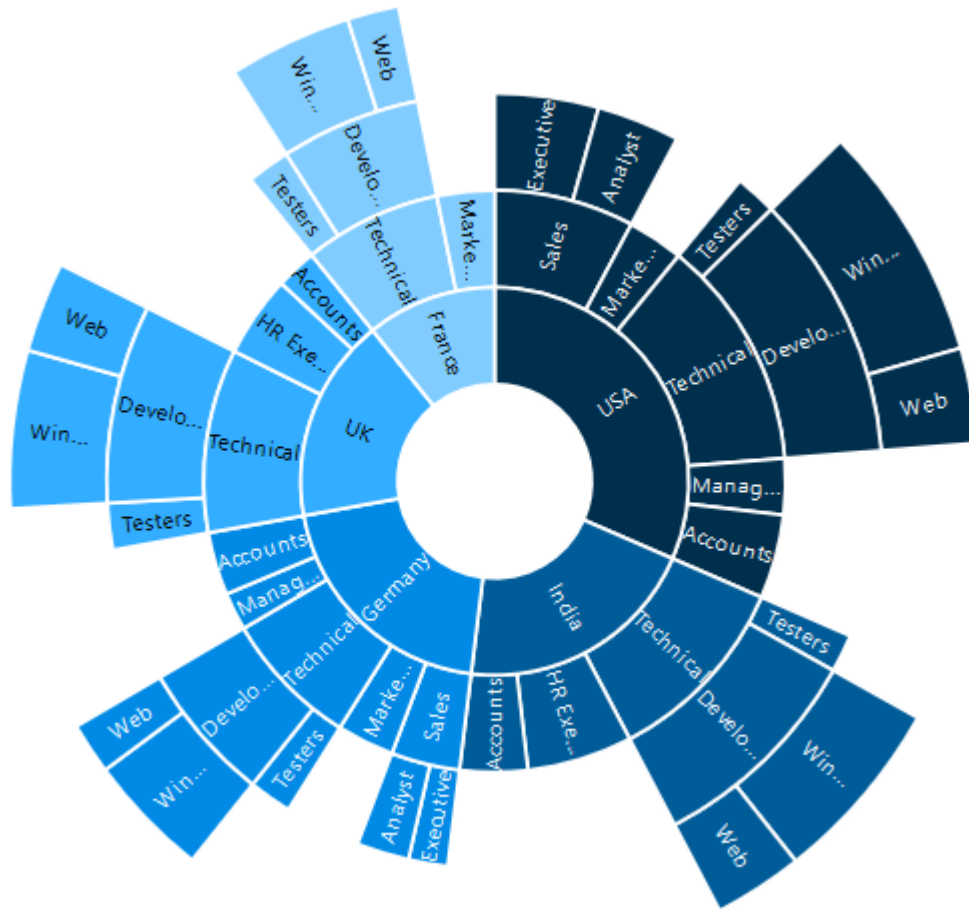 USA
Sales
Executive
Analyst
Marke...
Technical
Testers
Develo...
Win...
Web
Manag...
Accounts
India
Technical
Testers
Develo...
Win...
Web
HR Exe...
Accounts
Germany
Sales
Executive
Analyst
Marke...
Technical
Testers
Develo...
Win...
Web
Manag...
Accounts
UK
Technical
Testers
Develo...
Win...
Web
HR Exe...
Accounts
France
Technical
Testers
Develo...
Win...
Web
Marke...